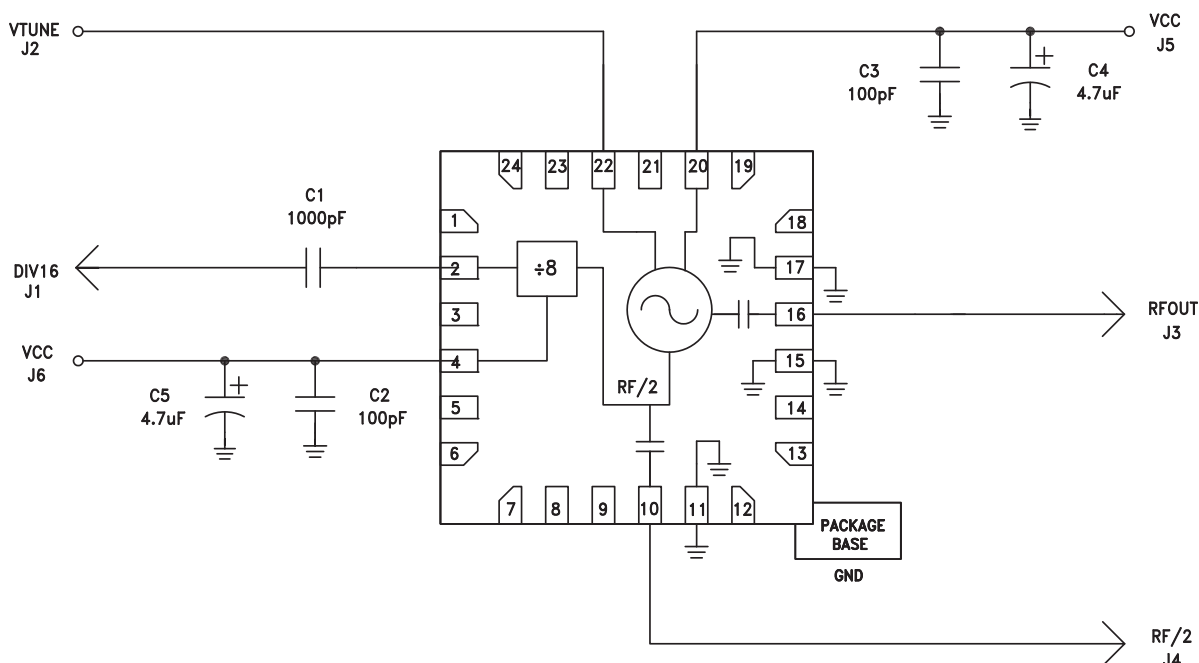 VTUNE
J2
VCC
J5
C3
100pF
C4
4.7uF
24
23
22
21
20
19
C1
1000pF
1
18
DIV16
J1
2
÷8
17
3
16
RFOUT
J3
VCC
J6
4
15
C5
4.7uF
C2
100pF
RF/2
5
14
6
13
7
8
9
10
11
12
PACKAGE
BASE
GND
RF/2
J4